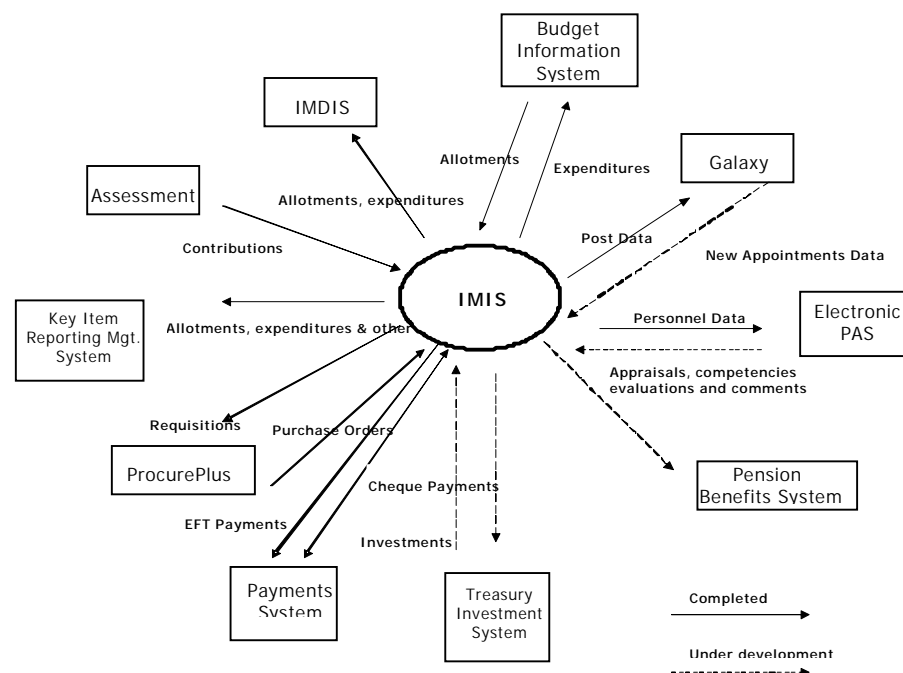 Budget
Information
System
IMDIS
Allotments
Expenditures
Galaxy
Assessment
Allotments, expenditures
Post Data
Contributions
New Appointments Data
IMIS
Key Item
Reporting Mgt.
System
Allotments, expenditures & other
Personnel Data
Electronic
PAS
Appraisals, competencies
evaluations and comments
Requisitions
Purchase Orders
ProcurePlus
Cheque Payments
Pension
Benefits System
EFT Payments
Investments
Payments
System
Treasury
Investment
System
Completed
Under development